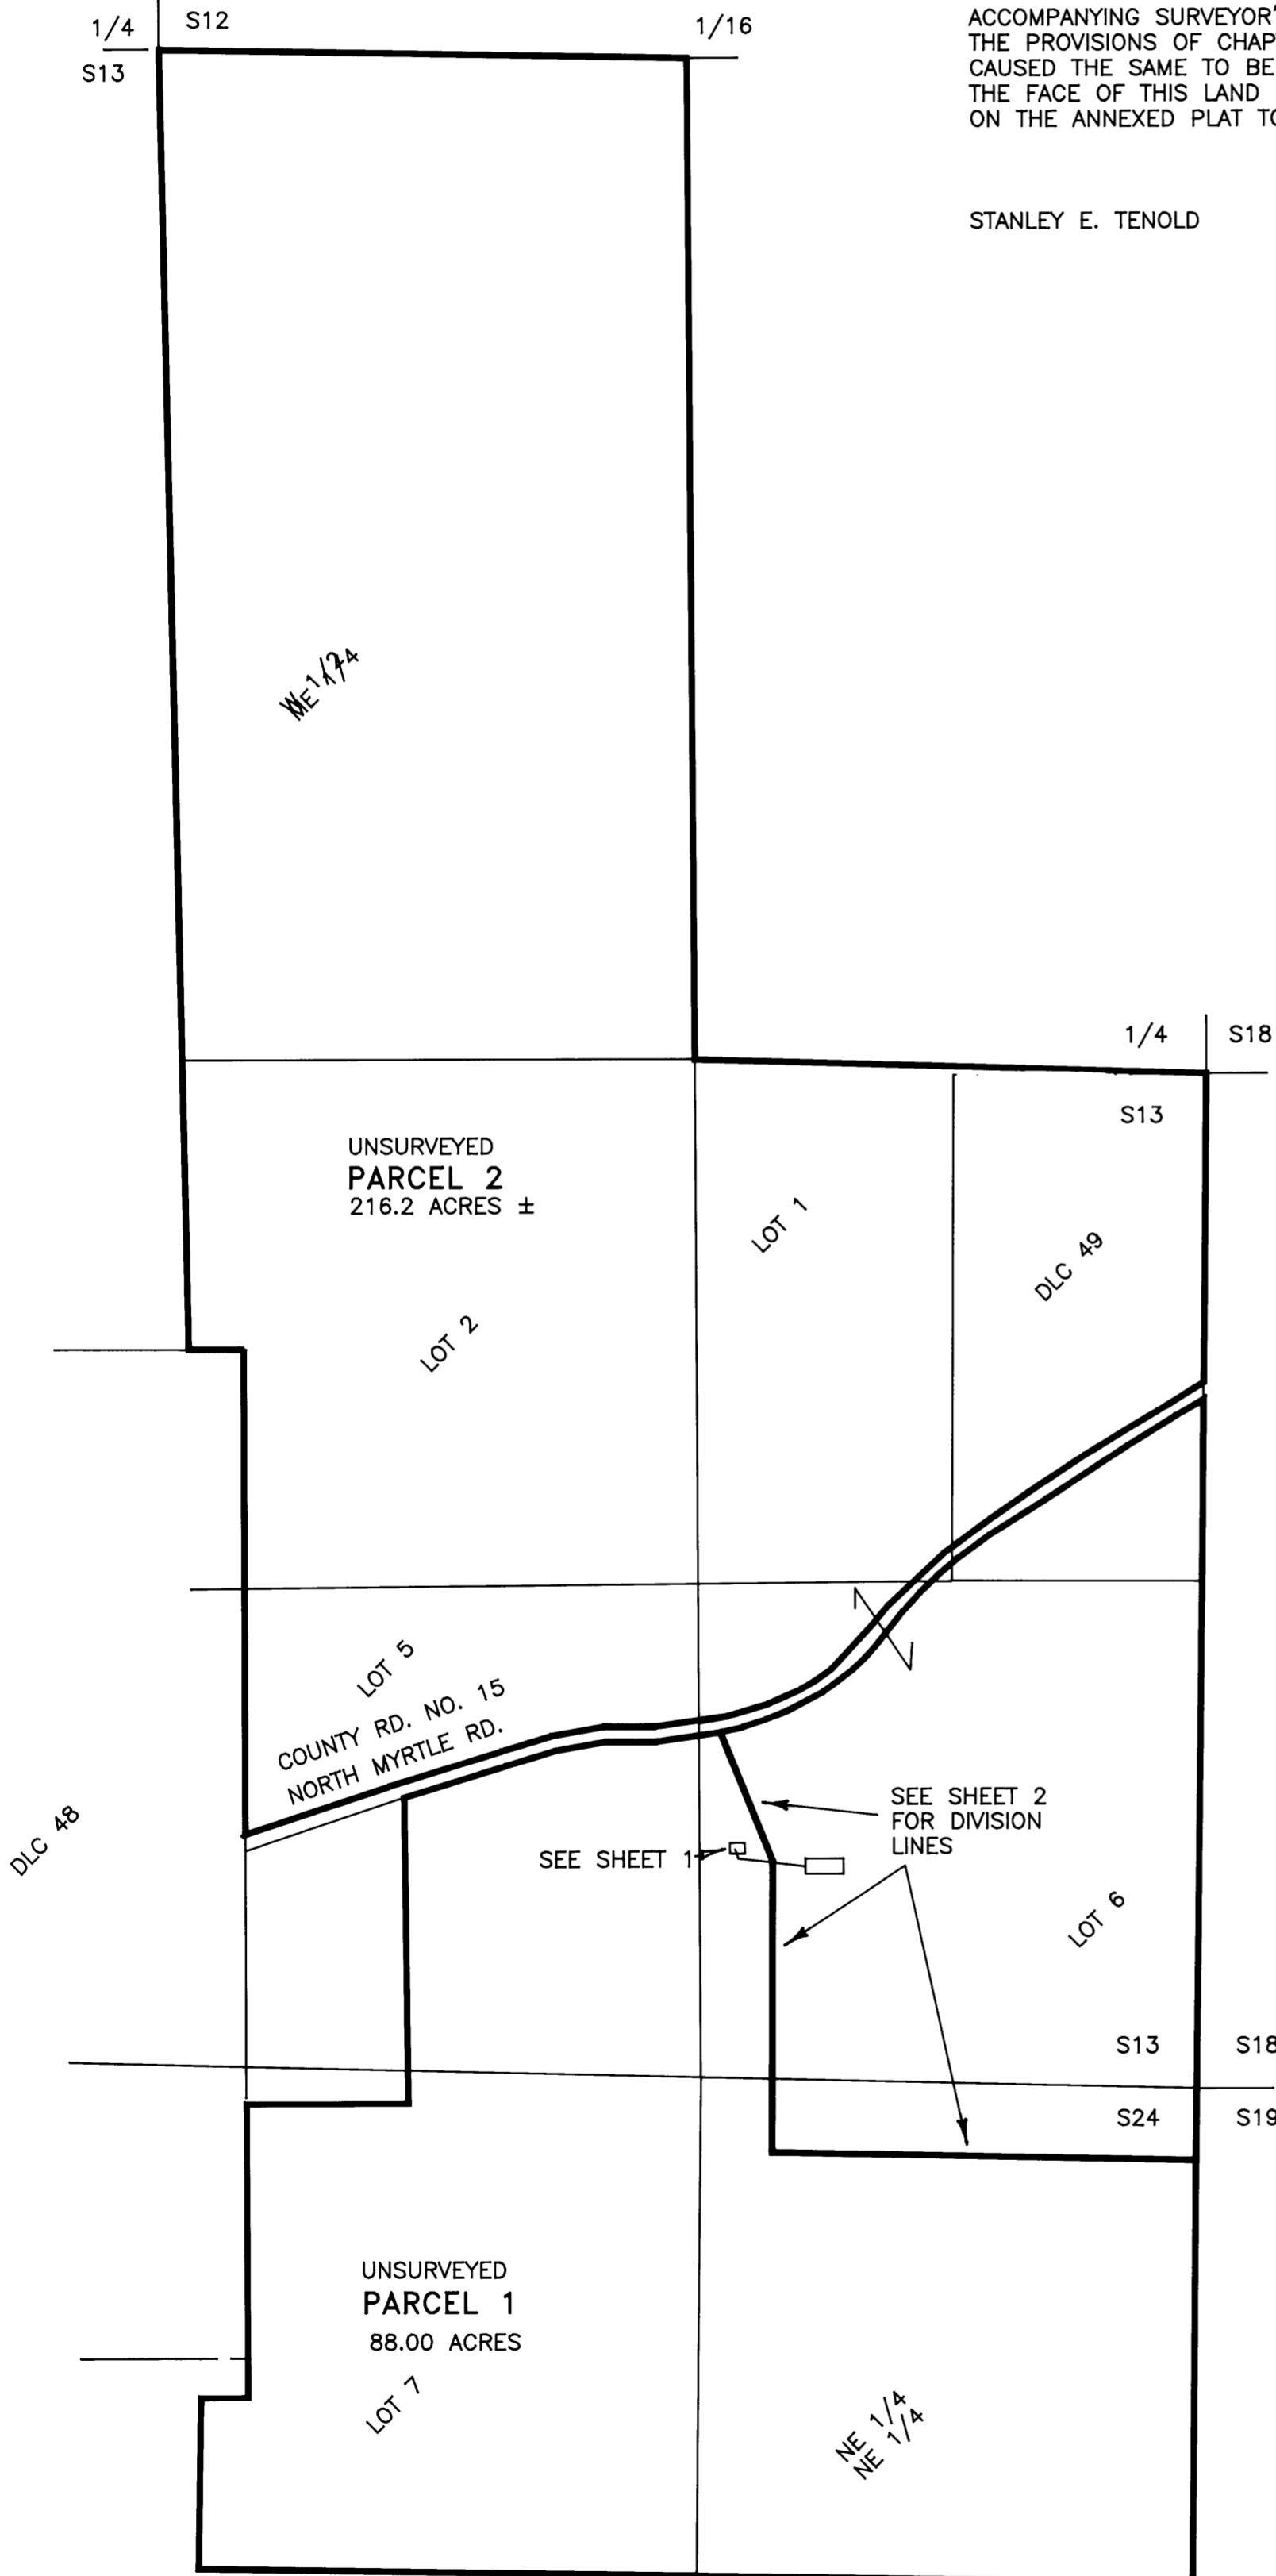 ACCOMPANYING SURVEYOR'
THE PROVISIONS OF CHAP
CAUSED THE SAME TO BE
THE FACE OF THIS LAND
ON THE ANNEXED PLAT TO
STANLEY E. TENOLD
1/4
S12
1/16
S13
1/4
S18
S13
UNSURVEYED
PARCEL 2
216.2 ACRES ±
LOT 1
DLC 49
LOT 2
LOT 5
COUNTY RD. NO. 15
NORTH MYRTLE RD.
DLC 48
SEE SHEET 2
FOR DIVISION
LINES
SEE SHEET 1
LOT 6
S13
S18
S24
S19
UNSURVEYED
PARCEL 1
88.00 ACRES
LOT 7
NE 1/4
NE 1/4